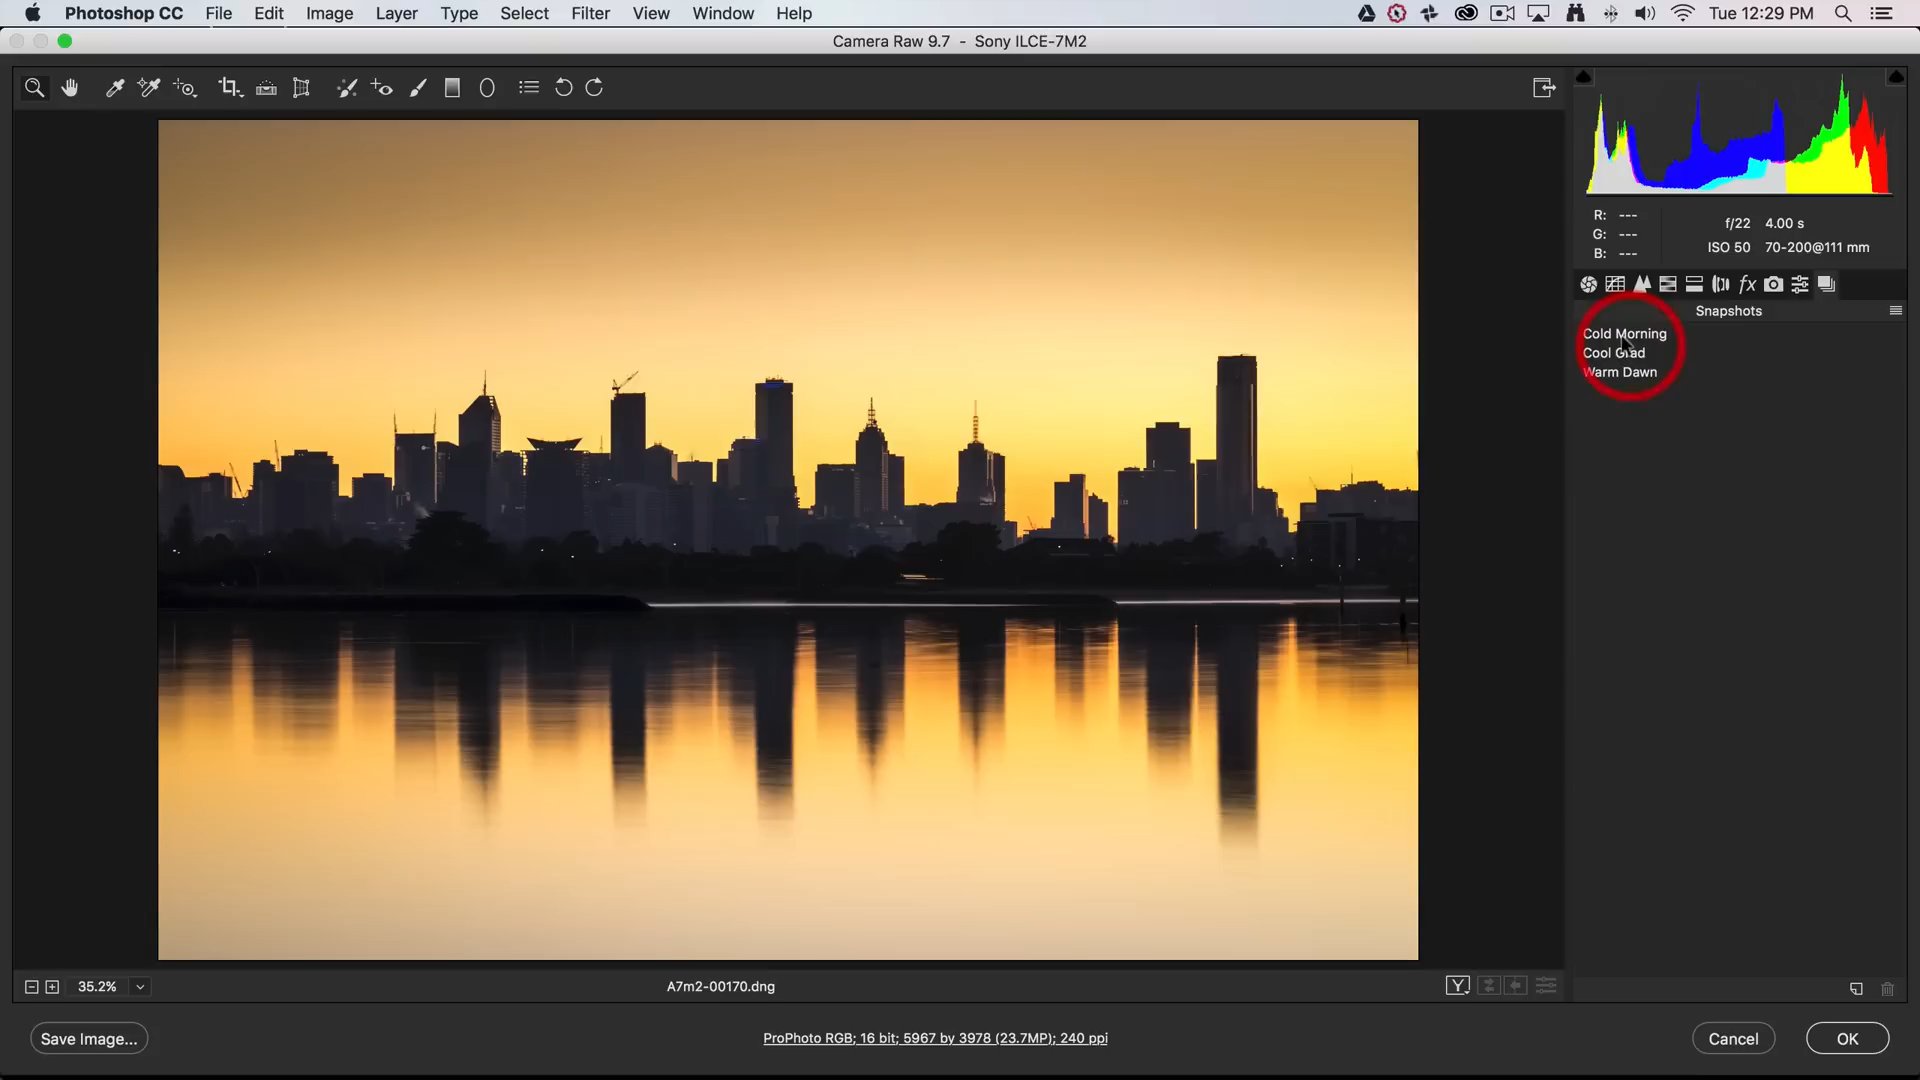 Photoshop CC File Edit Image Layer Type Select Filter View Window Help Tue 12:29 PM
Camera Raw 9.7 - Sony ILCE-7M2
R: --- f/22 4.00 s
G: ---
B: --- ISO 50 70-200@111 mm
fx
Snapshots
Cold Morning
Cool Grad
Warm Dawn
35.2% A7m2-00170.dng Y
Save Image... ProPhoto RGB; 16 bit; 5967 by 3978 (23.7MP); 240 ppi Cancel OK